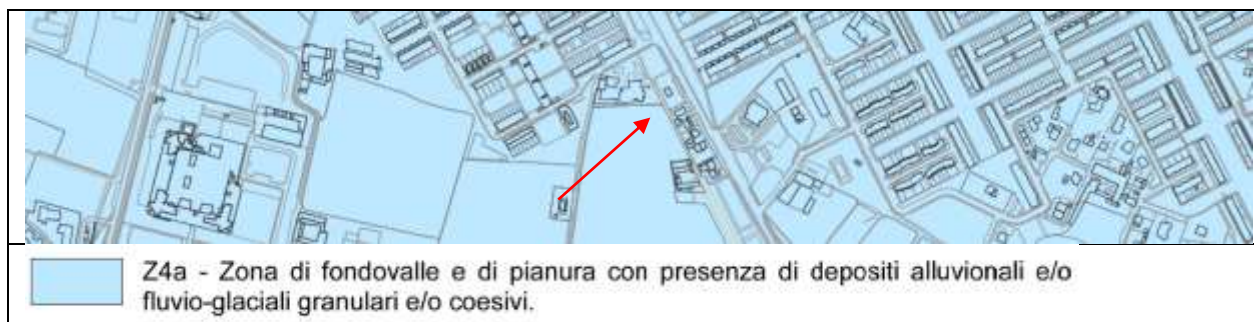 Z4a - Zona di fondovalle e di pianura con presenza di depositi alluvionali e/o
fluvio-glaciali granulari e/o coesivi.